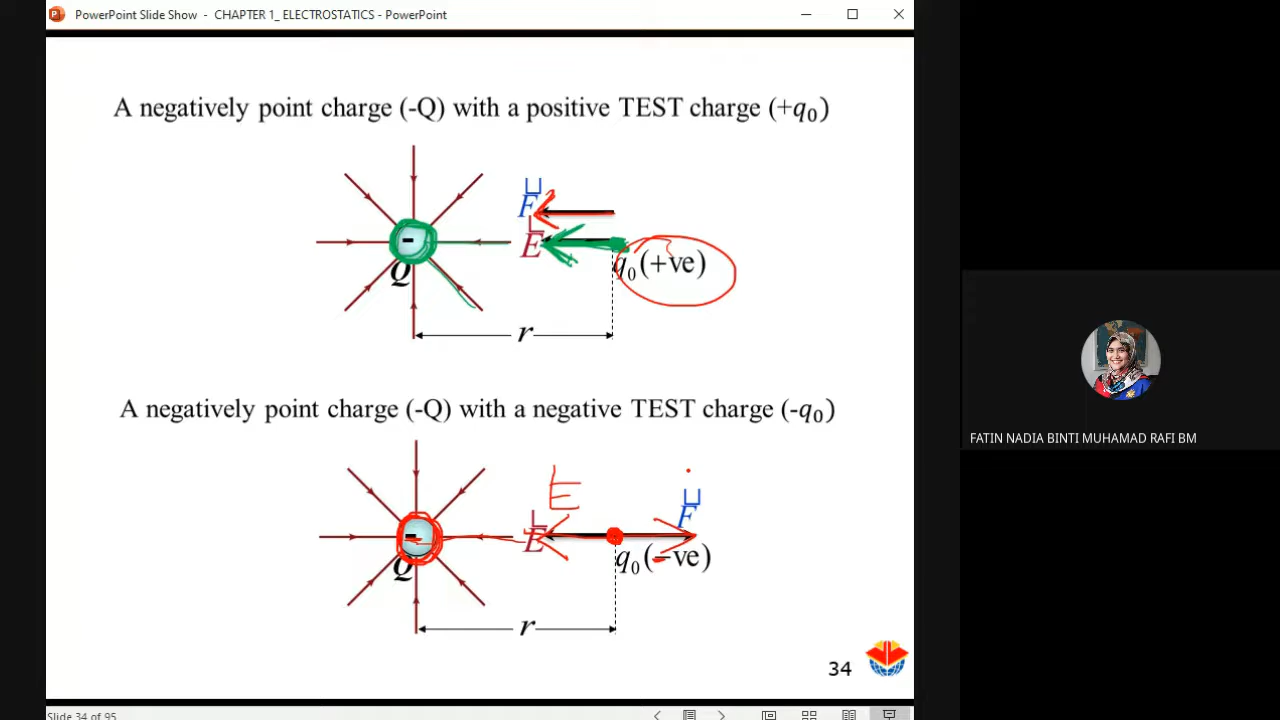 PowerPoint Slide Show - CHAPTER 1_ ELECTROSTATICS - PowerPoint
A negatively point charge (-Q) with a positive TEST charge (+q₀)
F
E
-
Q
q₀(+ve)
r
A negatively point charge (-Q) with a negative TEST charge (-q₀)
E
F
E
-
Q
q₀(−ve)
r
34
FATIN NADIA BINTI MUHAMAD RAFI BM
Slide 34 of 95